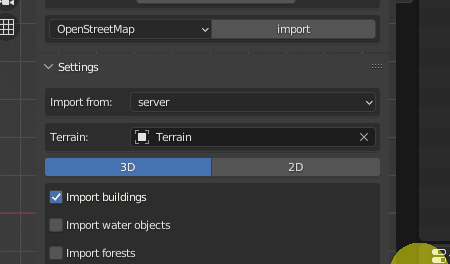 OpenStreetMap import
Settings
Import from: server
Terrain: Terrain
3D 2D
Import buildings
Import water objects
Import forests